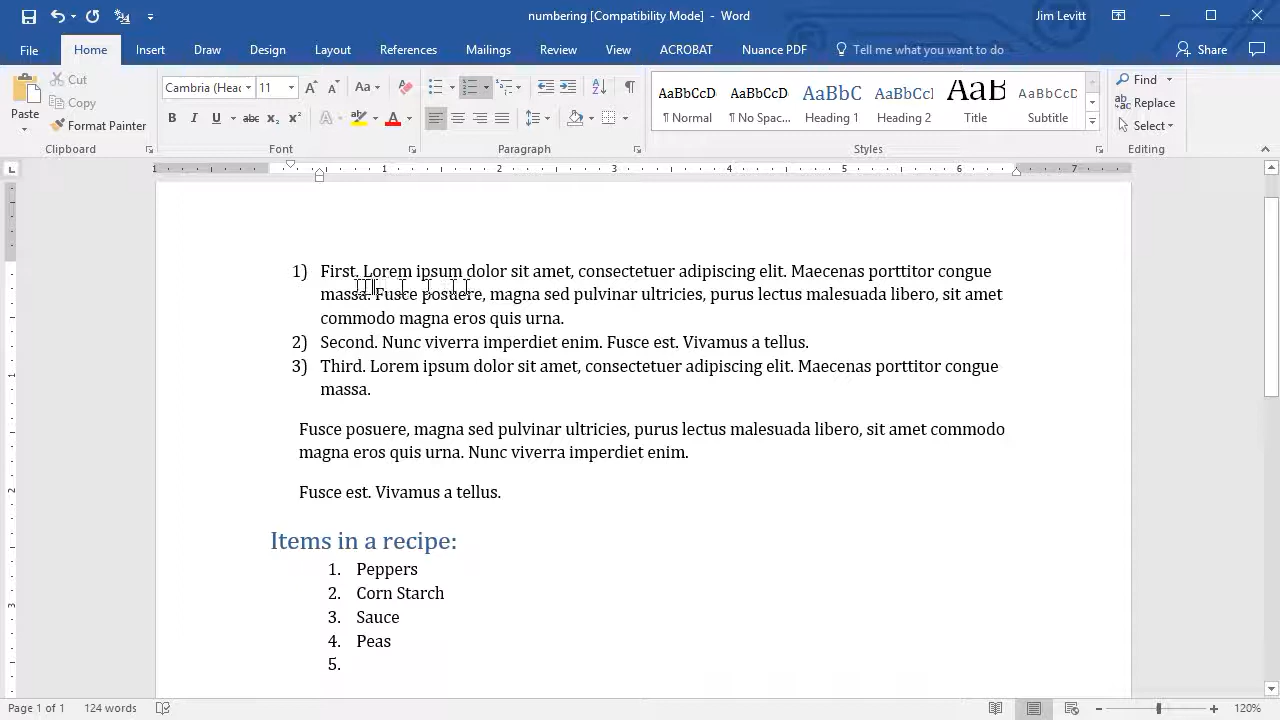 numbering [Compatibility Mode] - Word
Jim Levitt
File Home Insert Draw Design Layout References Mailings Review View ACROBAT Nuance PDF Tell me what you want to do Share
Paste
Cut
Copy
Format Painter
Clipboard
Cambria (Head 11
Font
Paragraph
AaBbCcD AaBbCcD AaBbC AaBbCcI AaB AaBbCcD
¶ Normal ¶ No Spac... Heading 1 Heading 2 Title Subtitle
Styles
Find
Replace
Select
Editing
1 1 2 3 4 5 6 7
1) First. Lorem ipsum dolor sit amet, consectetuer adipiscing elit. Maecenas porttitor congue
massa. Fusce posuere, magna sed pulvinar ultricies, purus lectus malesuada libero, sit amet
commodo magna eros quis urna.
2) Second. Nunc viverra imperdiet enim. Fusce est. Vivamus a tellus.
3) Third. Lorem ipsum dolor sit amet, consectetuer adipiscing elit. Maecenas porttitor congue
massa.
Fusce posuere, magna sed pulvinar ultricies, purus lectus malesuada libero, sit amet commodo
magna eros quis urna. Nunc viverra imperdiet enim.
Fusce est. Vivamus a tellus.
Items in a recipe:
1. Peppers
2. Corn Starch
3. Sauce
4. Peas
5.
Page 1 of 1 124 words
120%